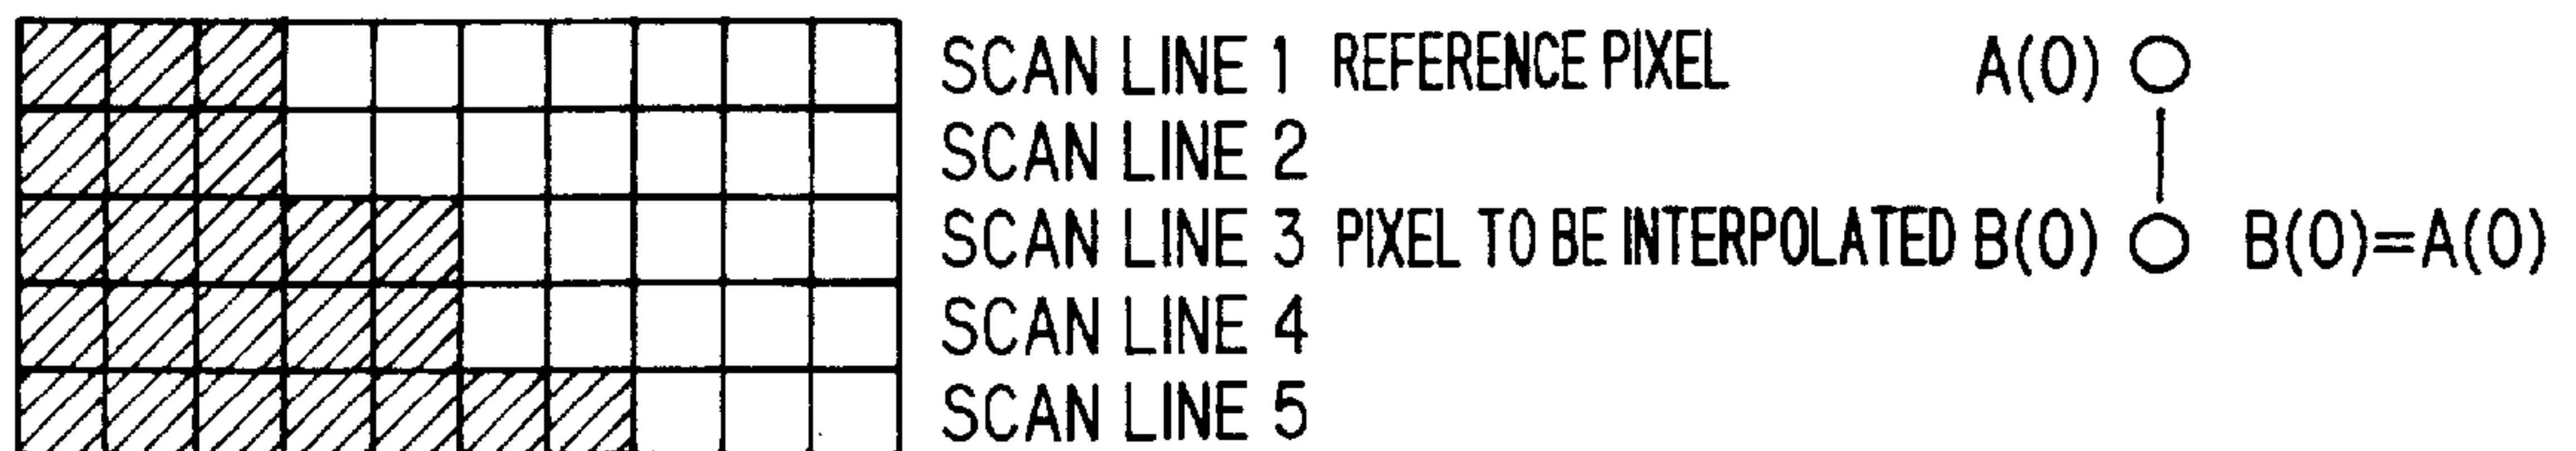 SCAN LINE 1 REFERENCE PIXEL A(0)
SCAN LINE 2
SCAN LINE 3 PIXEL TO BE INTERPOLATED B(0) B(0)=A(0)
SCAN LINE 4
SCAN LINE 5